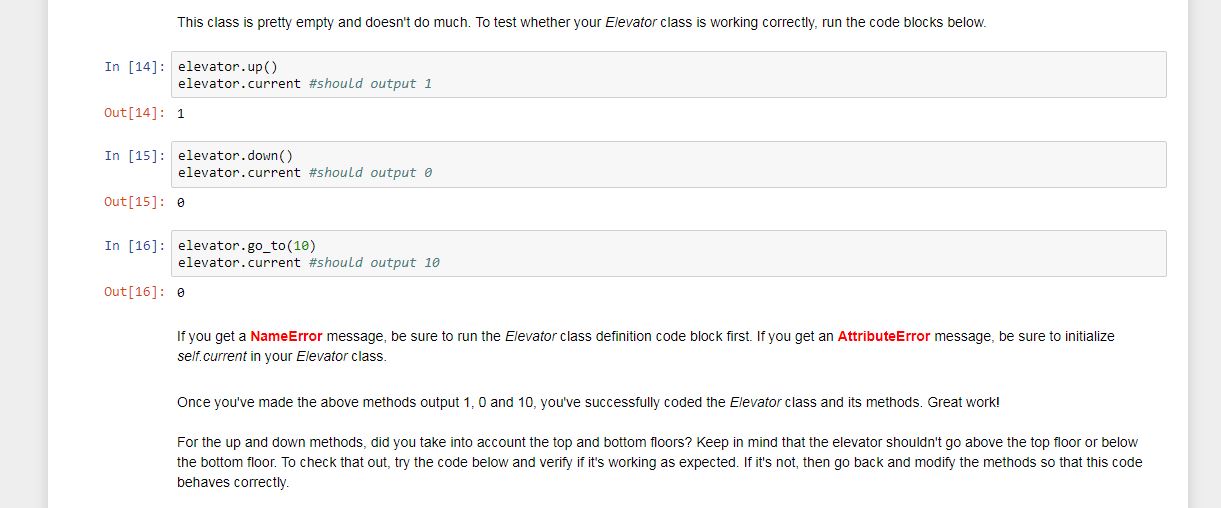 This class is pretty empty and doesn't do much. To test whether your Elevator class is working correctly, run the code blocks below.
In [14]: elevator.up()
elevator.current #should output 1
Out[14]: 1
In [15]: elevator.down()
elevator.current #should output 0
Out[15]: 0
In [16]: elevator.go_to(10)
elevator.current #should output 10
Out[16]: 0
If you get a NameError message, be sure to run the Elevator class definition code block first. If you get an AttributeError message, be sure to initialize
self.current in your Elevator class.
Once you've made the above methods output 1, 0 and 10, you've successfully coded the Elevator class and its methods. Great work!
For the up and down methods, did you take into account the top and bottom floors? Keep in mind that the elevator shouldn't go above the top floor or below
the bottom floor. To check that out, try the code below and verify if it's working as expected. If it's not, then go back and modify the methods so that this code
behaves correctly.